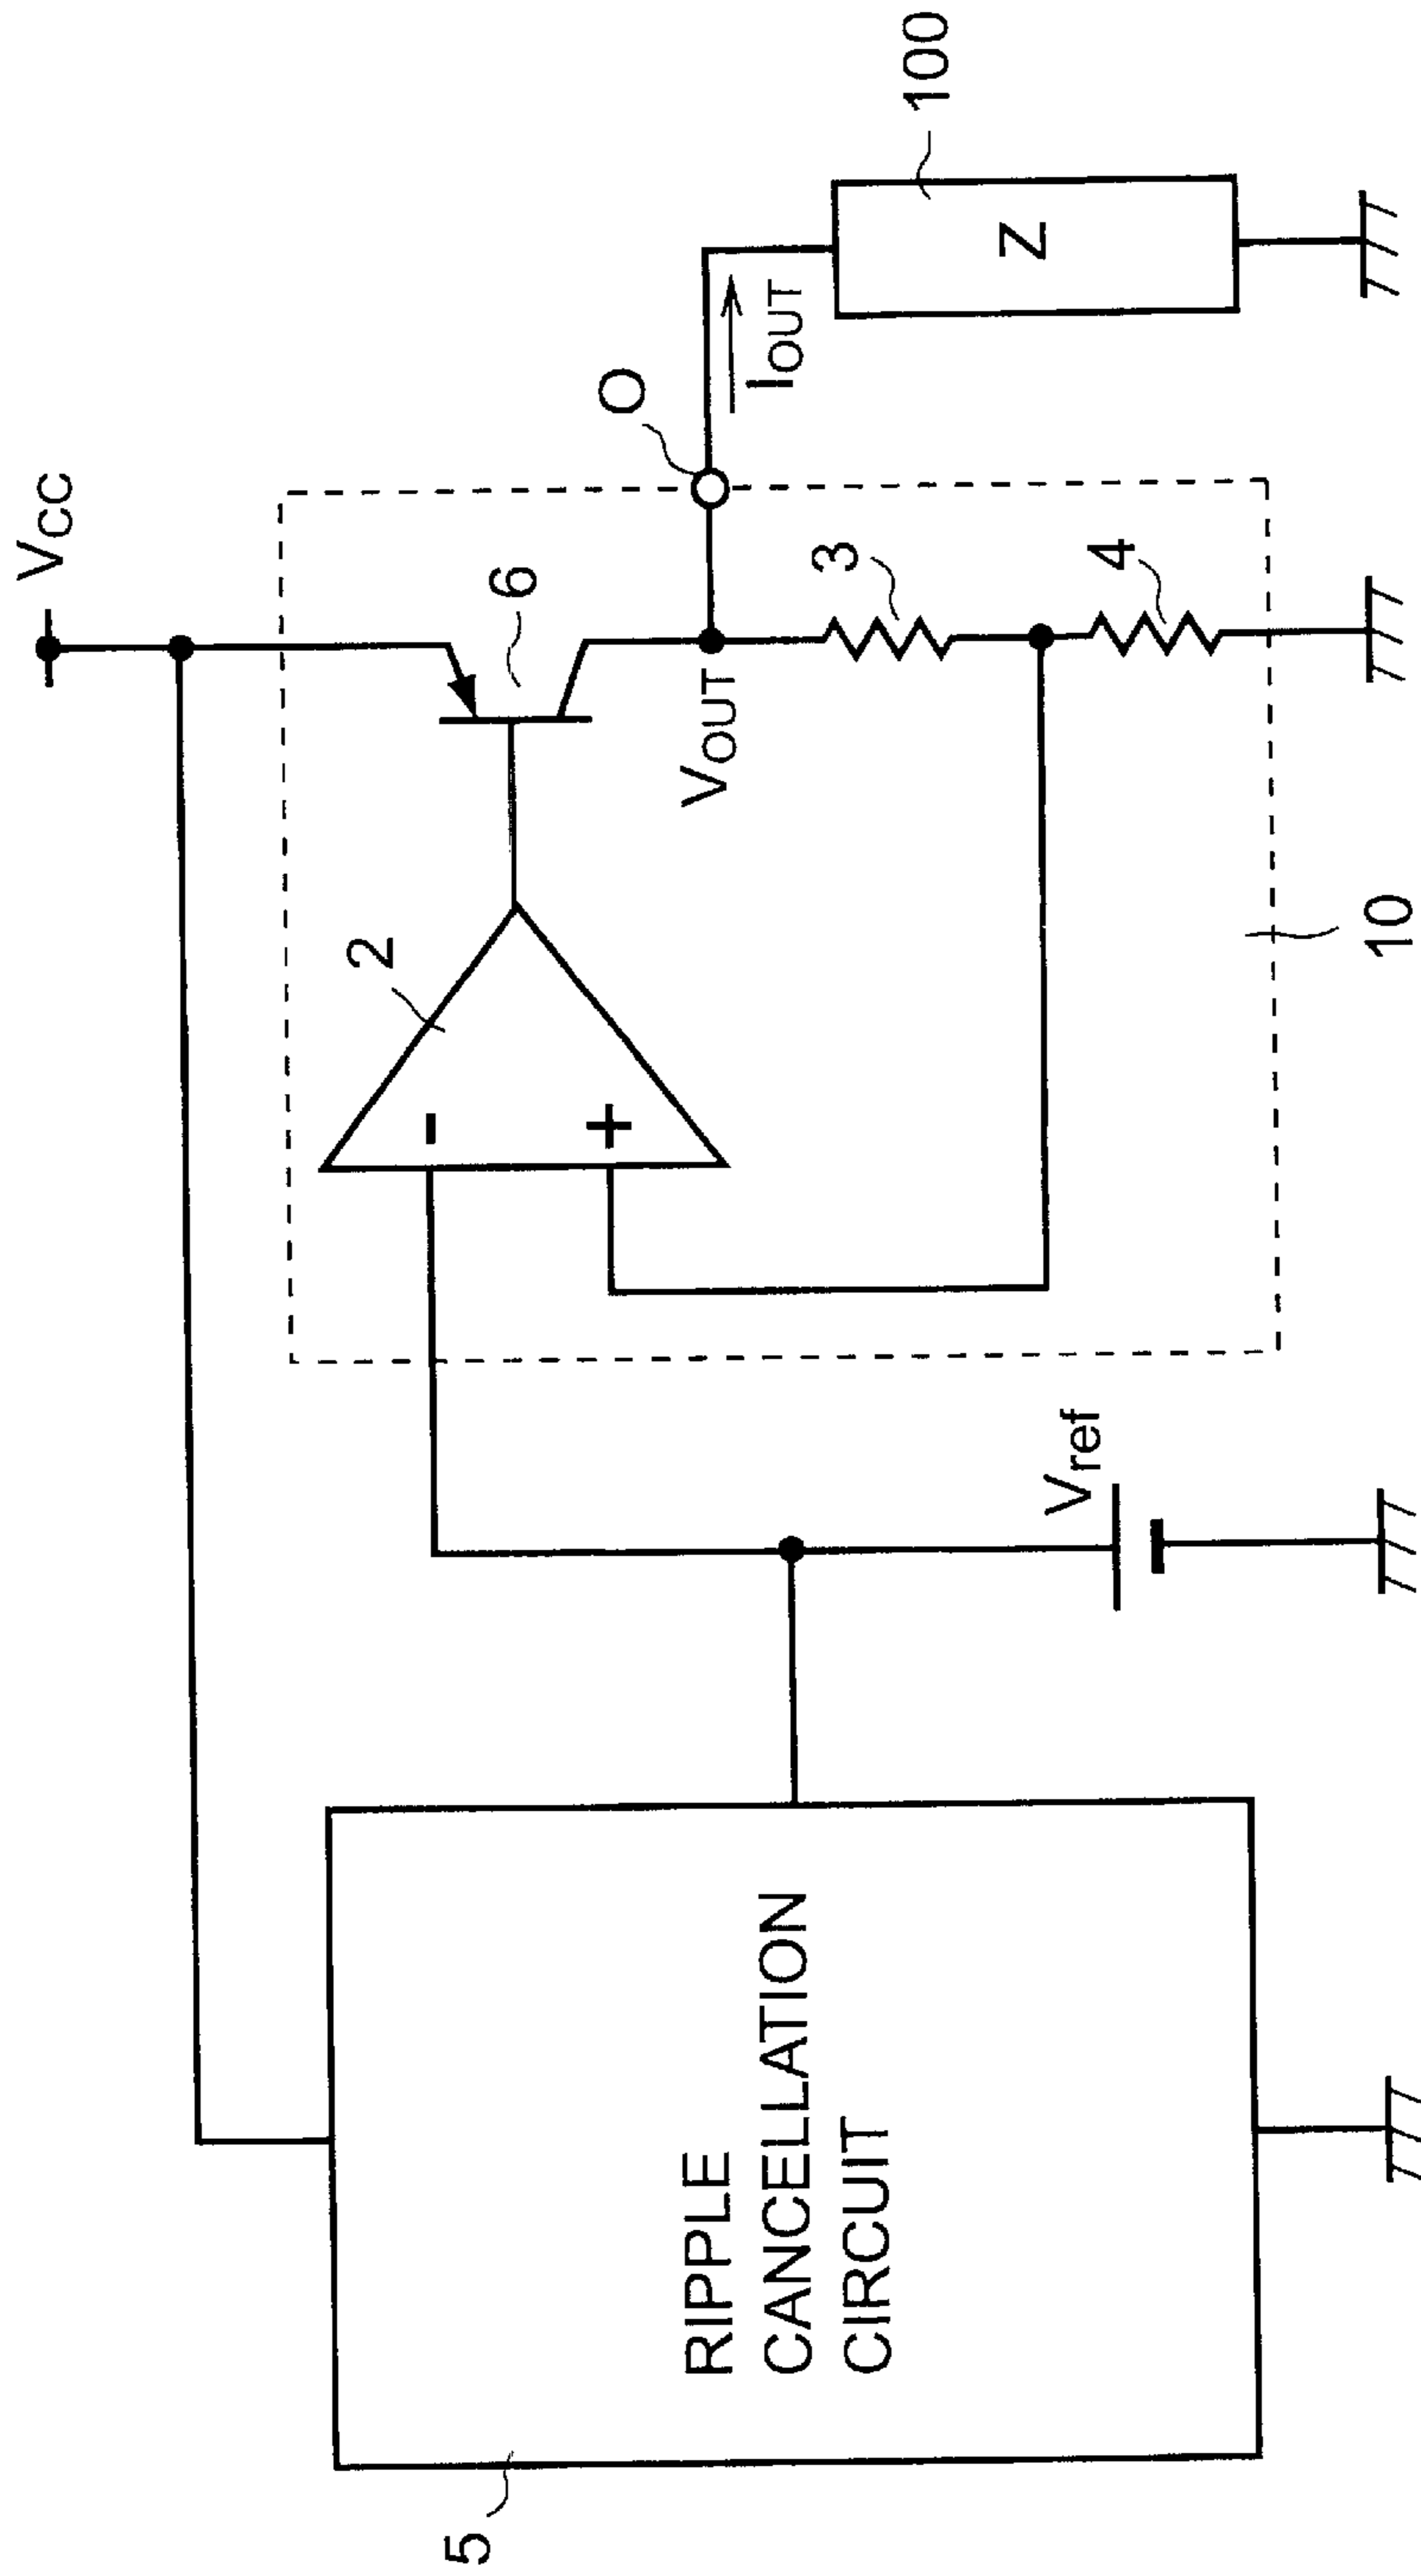 VCC
5
RIPPLE
CANCELLATION
CIRCUIT
Vref
2
-
+
6
VOUT
3
4
O
IOUT
Z
100
10